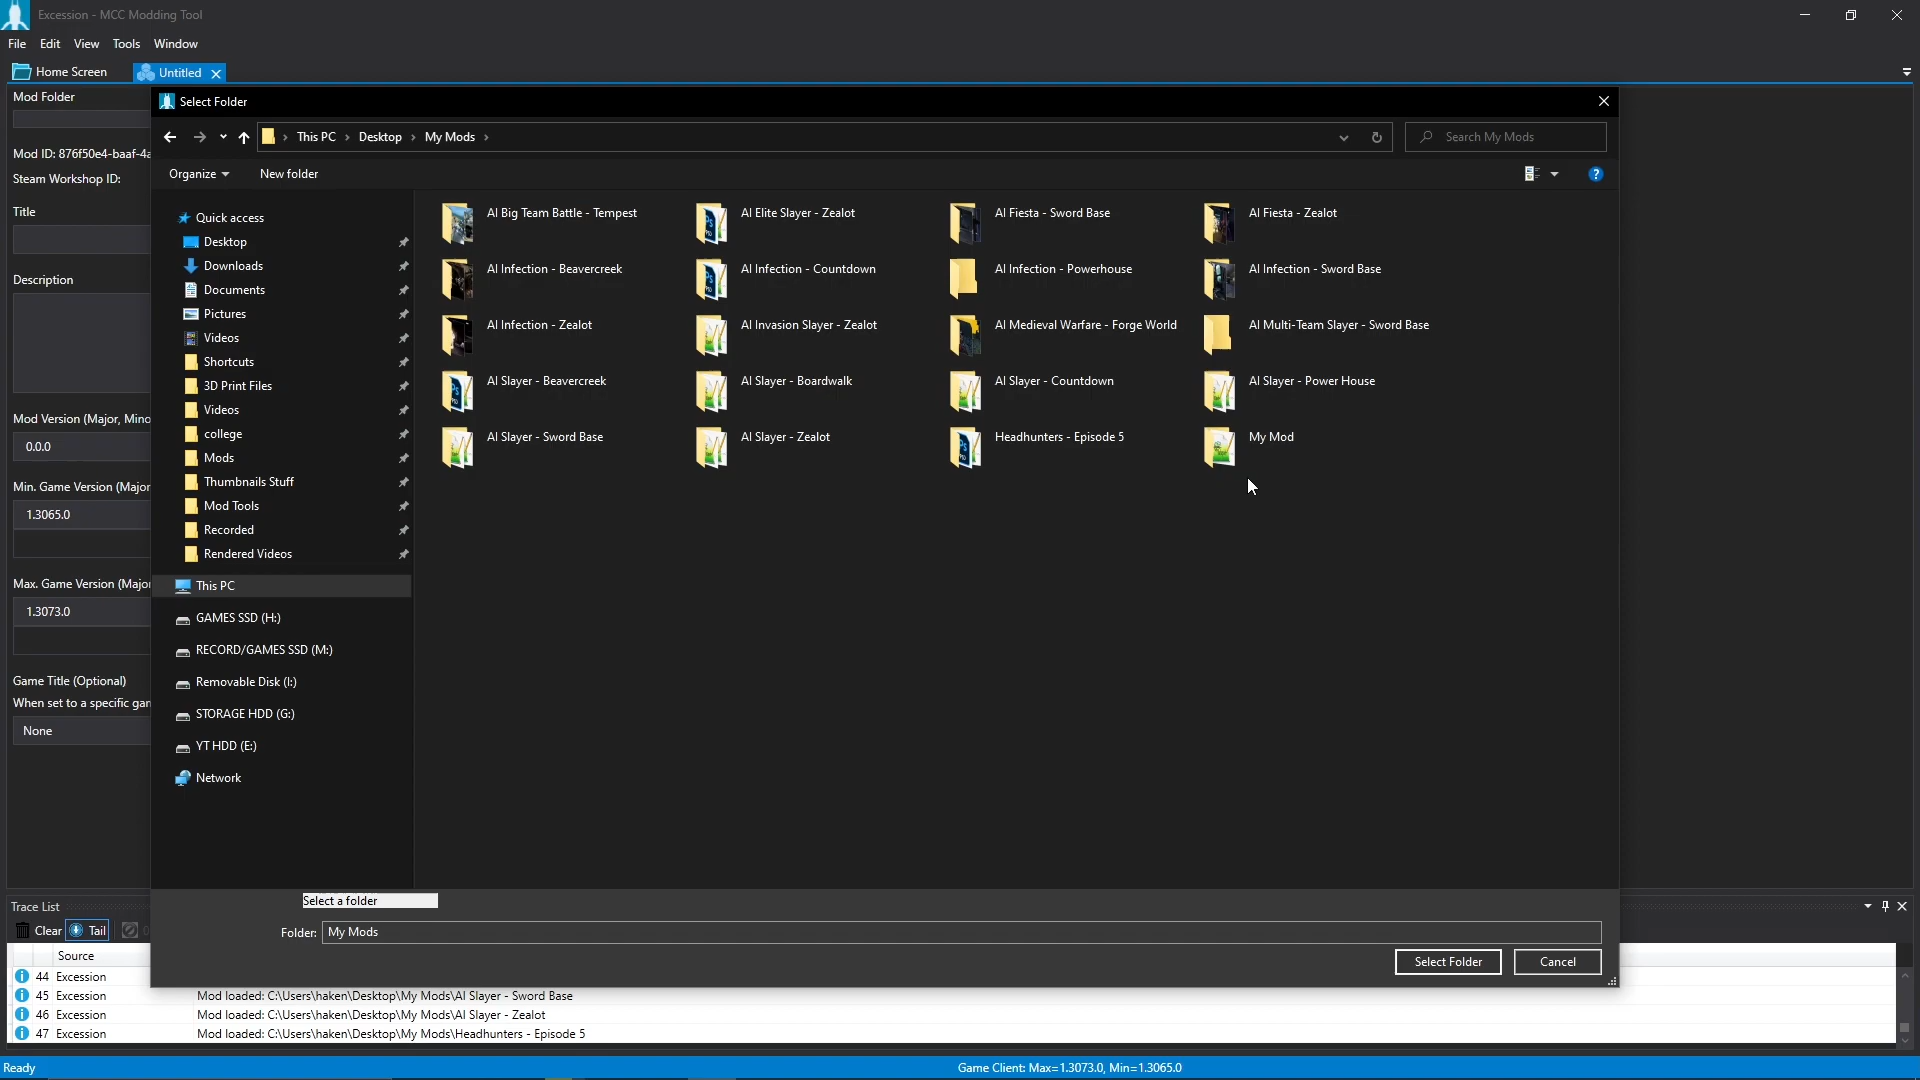 Excession - MCC Modding Tool
File Edit View Tools Window
Home Screen Untitled
Mod Folder
Select Folder
This PC Desktop My Mods
Search My Mods
Mod ID: 876f50e4-baaf-4a
Steam Workshop ID:
Organize New folder
Title
Description
Mod Version (Major, Mino
0.0.0
Min. Game Version (Major
1.3065.0
Max. Game Version (Major
1.3073.0
Game Title (Optional)
When set to a specific gam
None
Quick access
Desktop
Downloads
Documents
Pictures
Videos
Shortcuts
3D Print Files
Videos
college
Mods
Thumbnails Stuff
Mod Tools
Recorded
Rendered Videos
This PC
GAMES SSD (H:)
RECORD/GAMES SSD (M:)
Removable Disk (I:)
STORAGE HDD (G:)
YT HDD (E:)
Network
AI Big Team Battle - Tempest AI Elite Slayer - Zealot AI Fiesta - Sword Base AI Fiesta - Zealot
AI Infection - Beavercreek AI Infection - Countdown AI Infection - Powerhouse AI Infection - Sword Base
AI Infection - Zealot AI Invasion Slayer - Zealot AI Medieval Warfare - Forge World AI Multi-Team Slayer - Sword Base
AI Slayer - Beavercreek AI Slayer - Boardwalk AI Slayer - Countdown AI Slayer - Power House
AI Slayer - Sword Base AI Slayer - Zealot Headhunters - Episode 5 My Mod
Select a folder
Folder: My Mods
Select Folder Cancel
Trace List
Clear Tail 0
Source
44 Excession
45 Excession Mod loaded: C:\Users\haken\Desktop\My Mods\AI Slayer - Sword Base
46 Excession Mod loaded: C:\Users\haken\Desktop\My Mods\AI Slayer - Zealot
47 Excession Mod loaded: C:\Users\haken\Desktop\My Mods\Headhunters - Episode 5
Ready Game Client: Max=1.3073.0, Min=1.3065.0